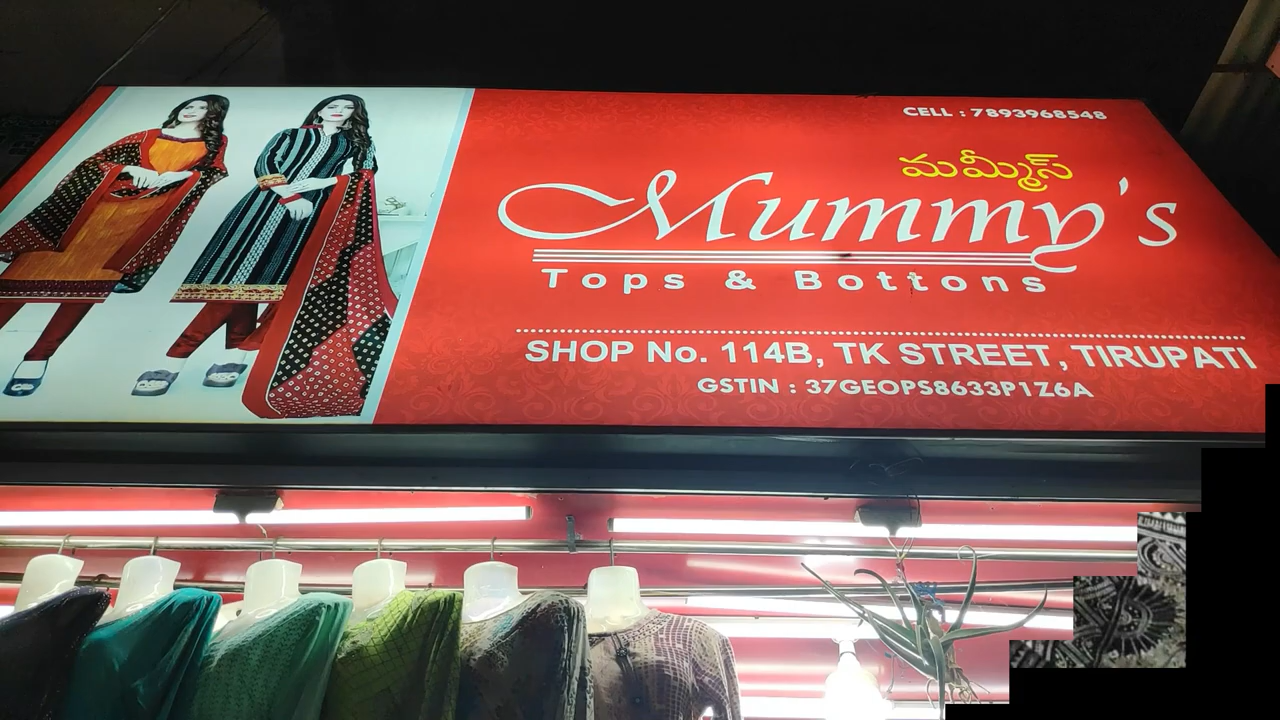 CELL : 7893968548
మమ్మీస్
Mummy's
Tops & Bottons
SHOP No. 114B, TK STREET, TIRUPATI
GSTIN : 37GEOPS8633P1Z6A